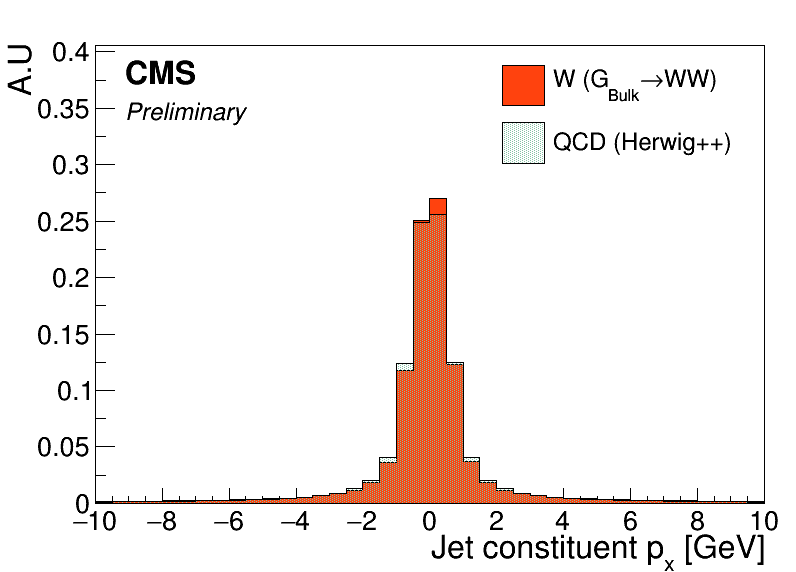 A.U
0.4
0.35
0.3
0.25
0.2
0.15
0.1
0.05
0
CMS
Preliminary
W (G_Bulk→WW)
QCD (Herwig++)
−10 −8 −6 −4 −2 0 2 4 6 8 10
Jet constituent p_x [GeV]